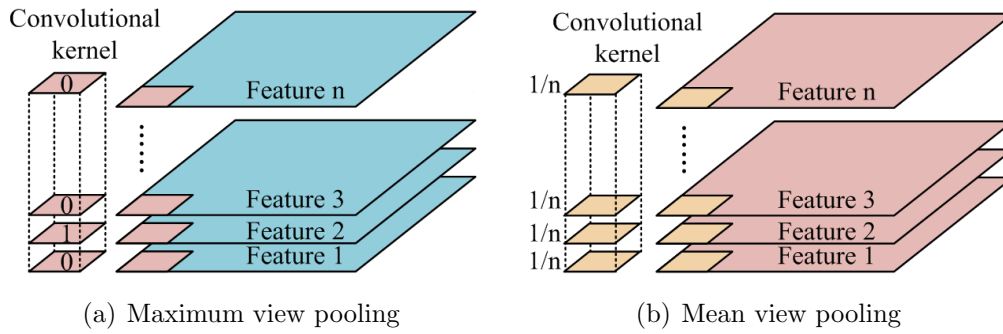 Convolutional
kernel
0
Feature n
0
Feature 3
1
Feature 2
0
Feature 1
(a) Maximum view pooling
Convolutional
kernel
1/n
Feature n
1/n
Feature 3
1/n
Feature 2
1/n
Feature 1
(b) Mean view pooling